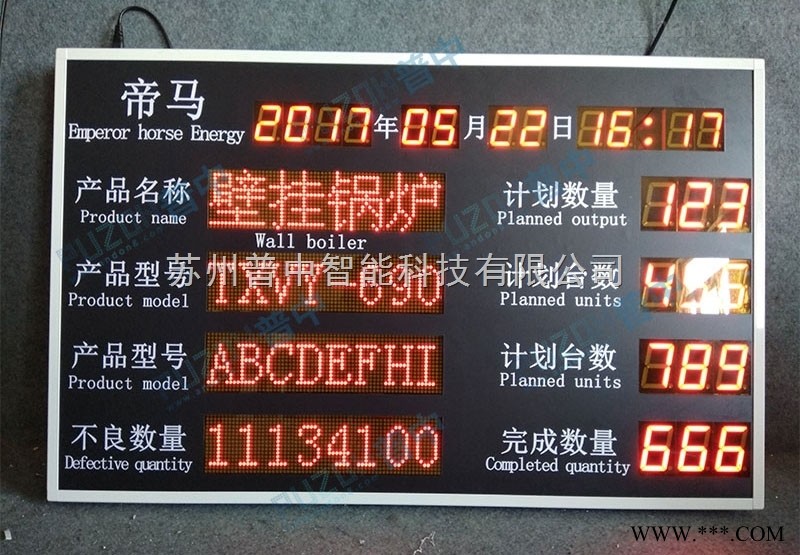 帝马 2017年05月22日 16:17
Emperor horse Energy
产品名称 壁挂锅炉 计划数量 123
Product name Planned output
Wall boiler
苏州普中智能科技有限公司
产品型号 计划台数
Product model Planned units
产品型号 ABCDEFHI 计划台数 789
Product model Planned units
不良数量 11134100 完成数量 666
Defective quantity Completed quantity
WWW.***.COM